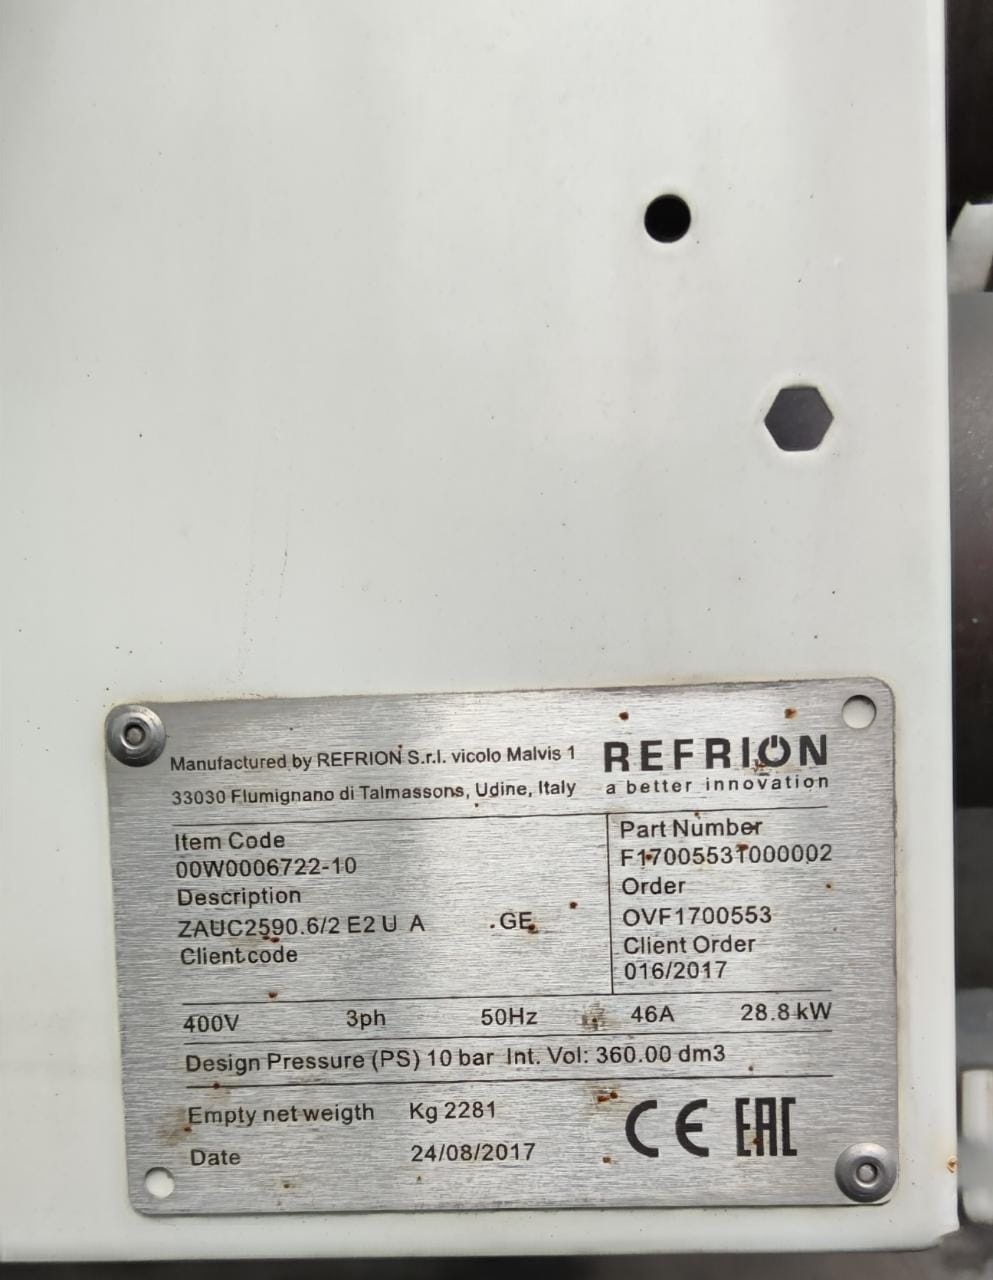 Manufactured by REFRION S.r.l. vicolo Malvis 1
33030 Flumignano di Talmassons, Udine, Italy
REFRION
a better innovation
Item Code
00W0006722-10
Description
ZAUC2590.6/2 E2 U A .GE.
Client code
Part Number
F1700553T000002
Order
OVF1700553
Client Order
016/2017
400V 3ph 50Hz 46A 28.8 kW
Design Pressure (PS) 10 bar Int. Vol: 360.00 dm3
Empty net weigth Kg 2281
Date 24/08/2017
CE EAC